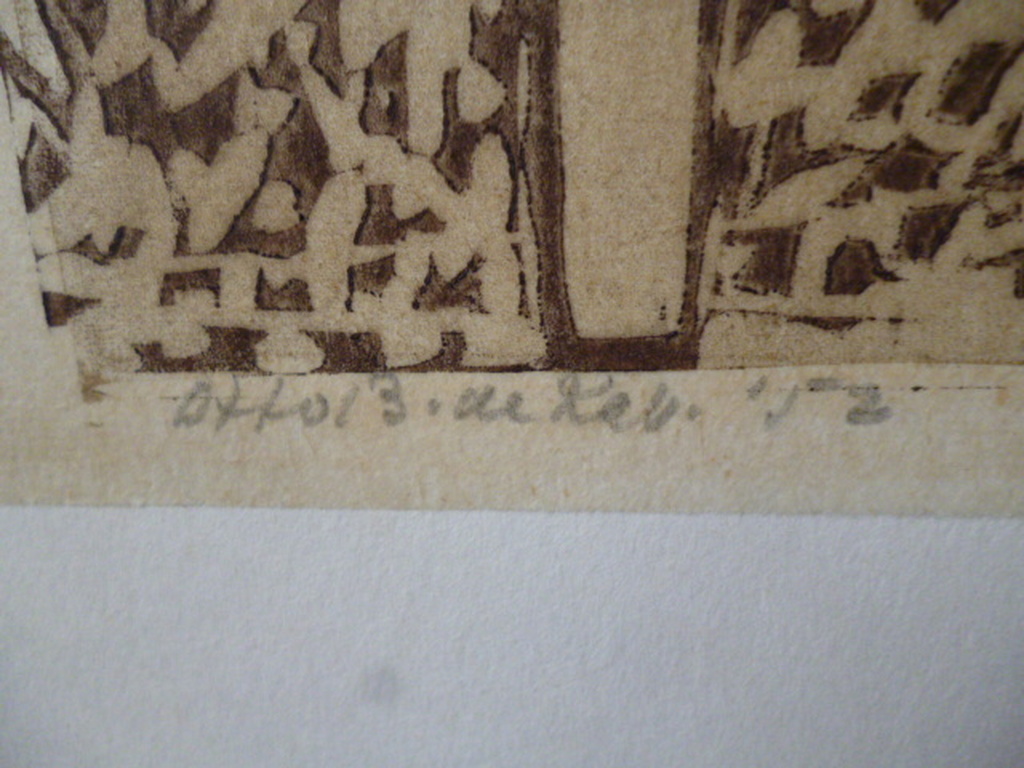 Otto B. de Kat. '52